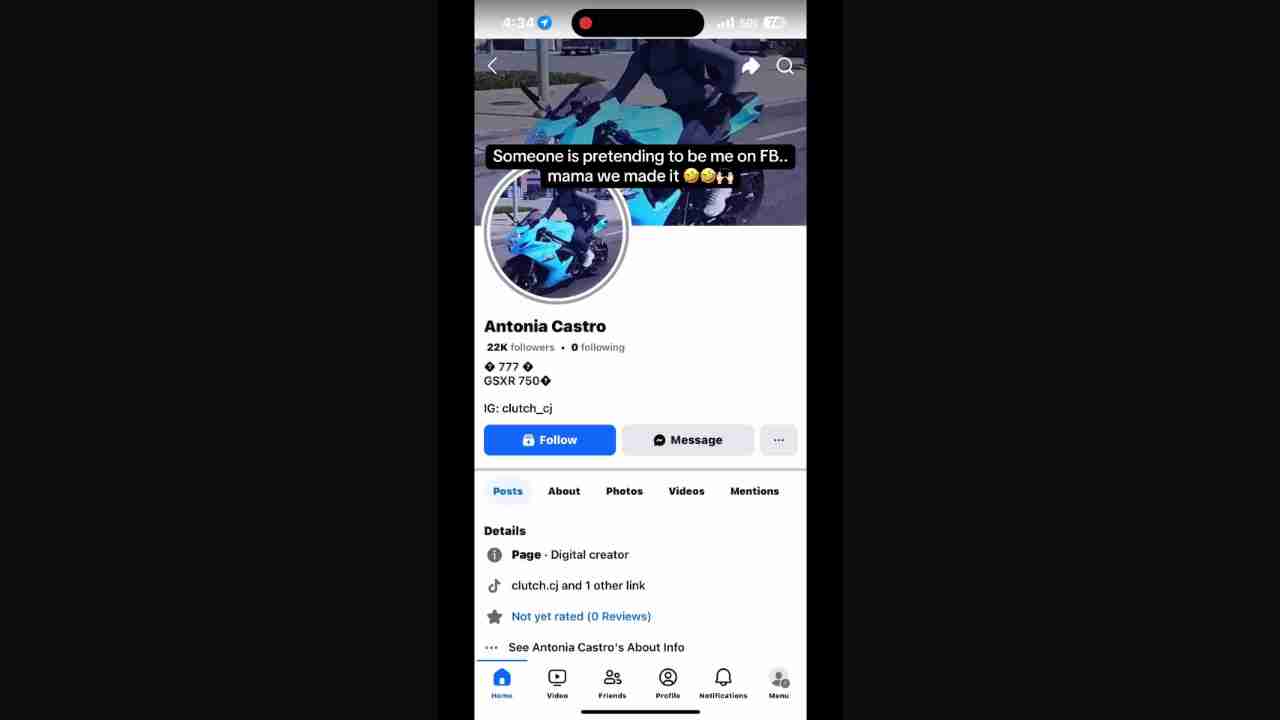 4:34
SOS 74
Someone is pretending to be me on FB..
mama we made it 🤣🤣🙌🏻
Antonia Castro
22K followers • 0 following
� 777 �
GSXR 750�
IG: clutch_cj
Follow
Message
...
Posts
About
Photos
Videos
Mentions
Details
Page · Digital creator
clutch.cj and 1 other link
Not yet rated (0 Reviews)
... See Antonia Castro's About Info
Home
Video
Friends
Profile
Notifications
Menu